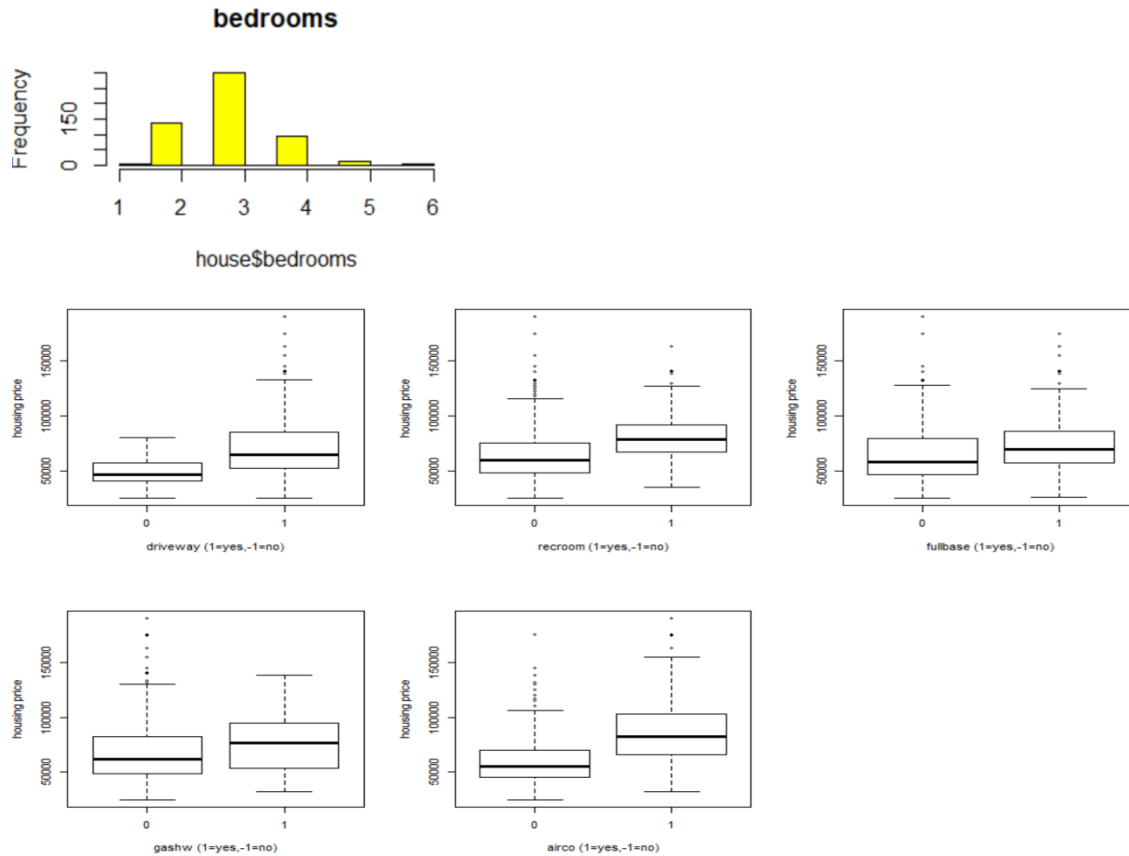 bedrooms
Frequency
150
0
1 2 3 4 5 6
house$bedrooms
housing price
150000
100000
50000
0 1
driveway (1=yes,-1=no)
housing price
150000
100000
50000
0 1
recroom (1=yes,-1=no)
housing price
150000
100000
50000
0 1
fullbase (1=yes,-1=no)
housing price
150000
100000
50000
0 1
gashw (1=yes,-1=no)
housing price
150000
100000
50000
0 1
airco (1=yes,-1=no)